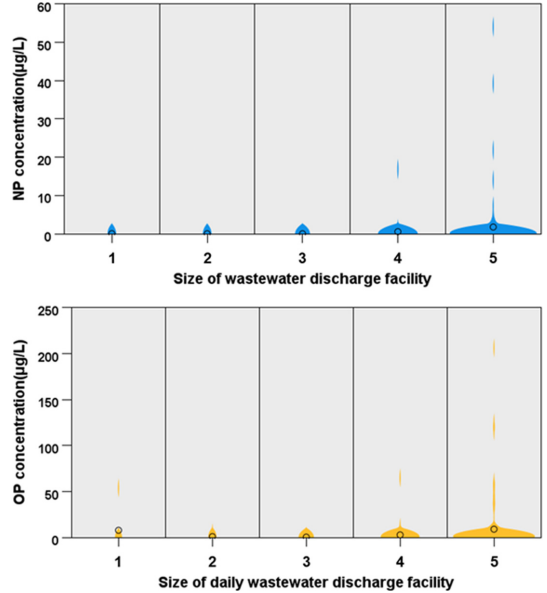 60
50
40
30
20
10
0
NP concentration(µg/L)
1 2 3 4 5
Size of wastewater discharge facility
250
200
150
100
50
0
OP concentration(µg/L)
1 2 3 4 5
Size of daily wastewater discharge facility